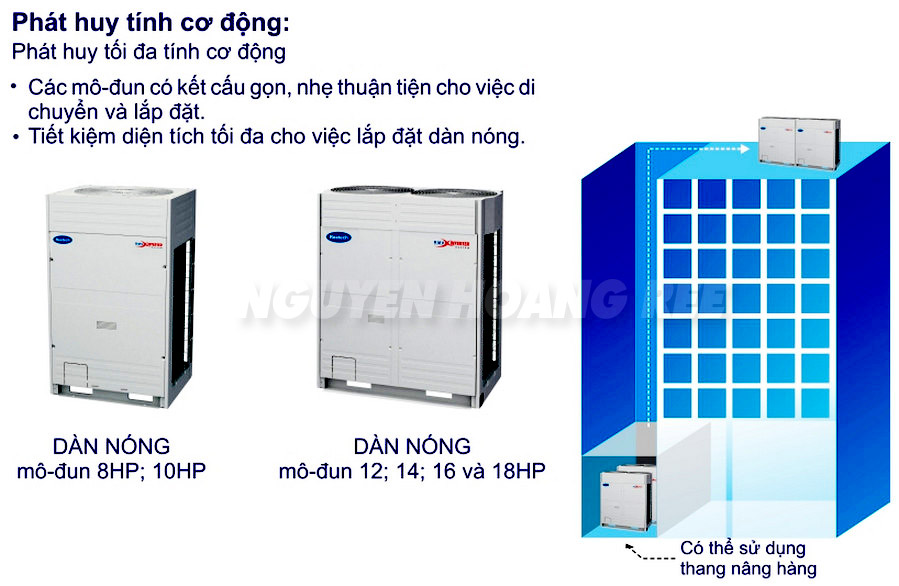 Phát huy tính cơ động:
Phát huy tối đa tính cơ động
• Các mô-đun có kết cấu gọn, nhẹ thuận tiện cho việc di
chuyển và lắp đặt.
• Tiết kiệm diện tích tối đa cho việc lắp đặt dàn nóng.
Reetech
Reetech
INVERTER
NGUYEN HOANG REE
DÀN NÓNG
mô-đun 8HP; 10HP
DÀN NÓNG
mô-đun 12; 14; 16 và 18HP
Có thể sử dụng
thang nâng hàng